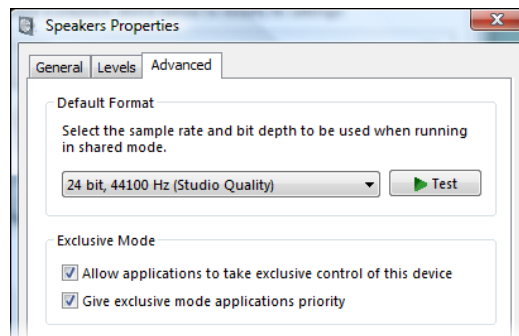 Speakers Properties
General Levels Advanced
Default Format
Select the sample rate and bit depth to be used when running
in shared mode.
24 bit, 44100 Hz (Studio Quality) Test
Exclusive Mode
Allow applications to take exclusive control of this device
Give exclusive mode applications priority